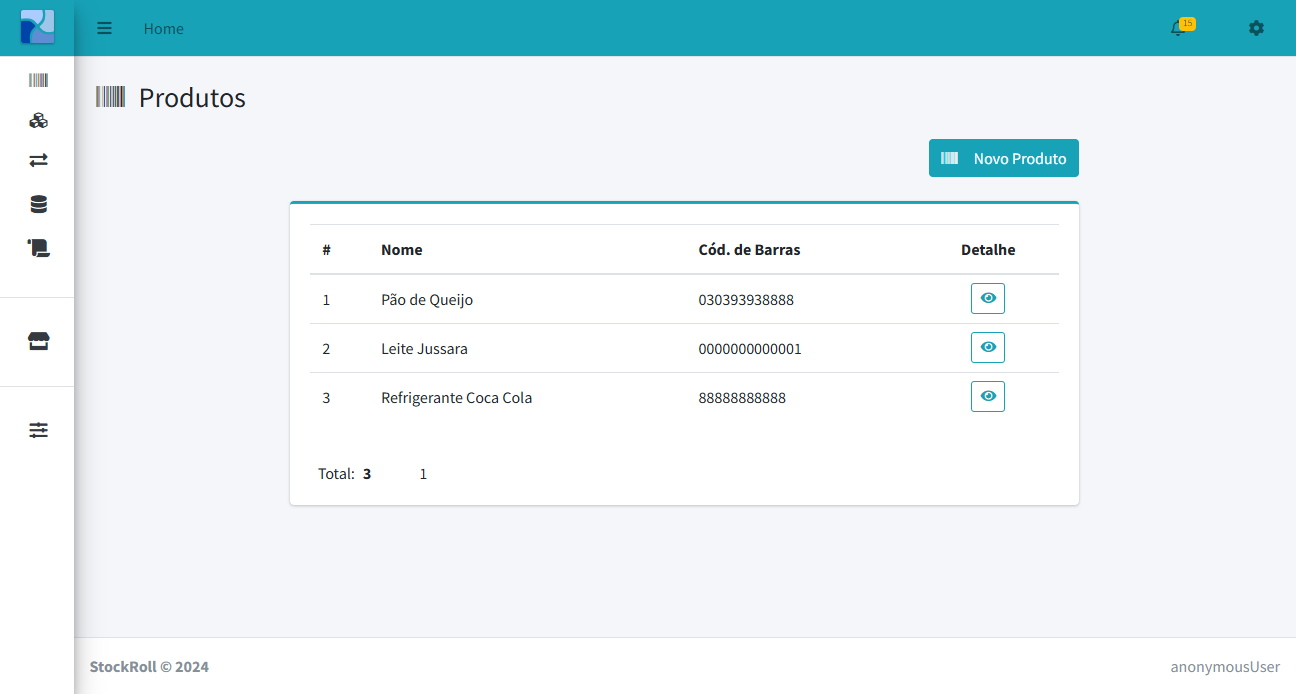 Home
15
Produtos
Novo Produto
# Nome Cód. de Barras Detalhe
1 Pão de Queijo 030393938888
2 Leite Jussara 0000000000001
3 Refrigerante Coca Cola 88888888888
Total: 3 1
StockRoll © 2024 anonymousUser